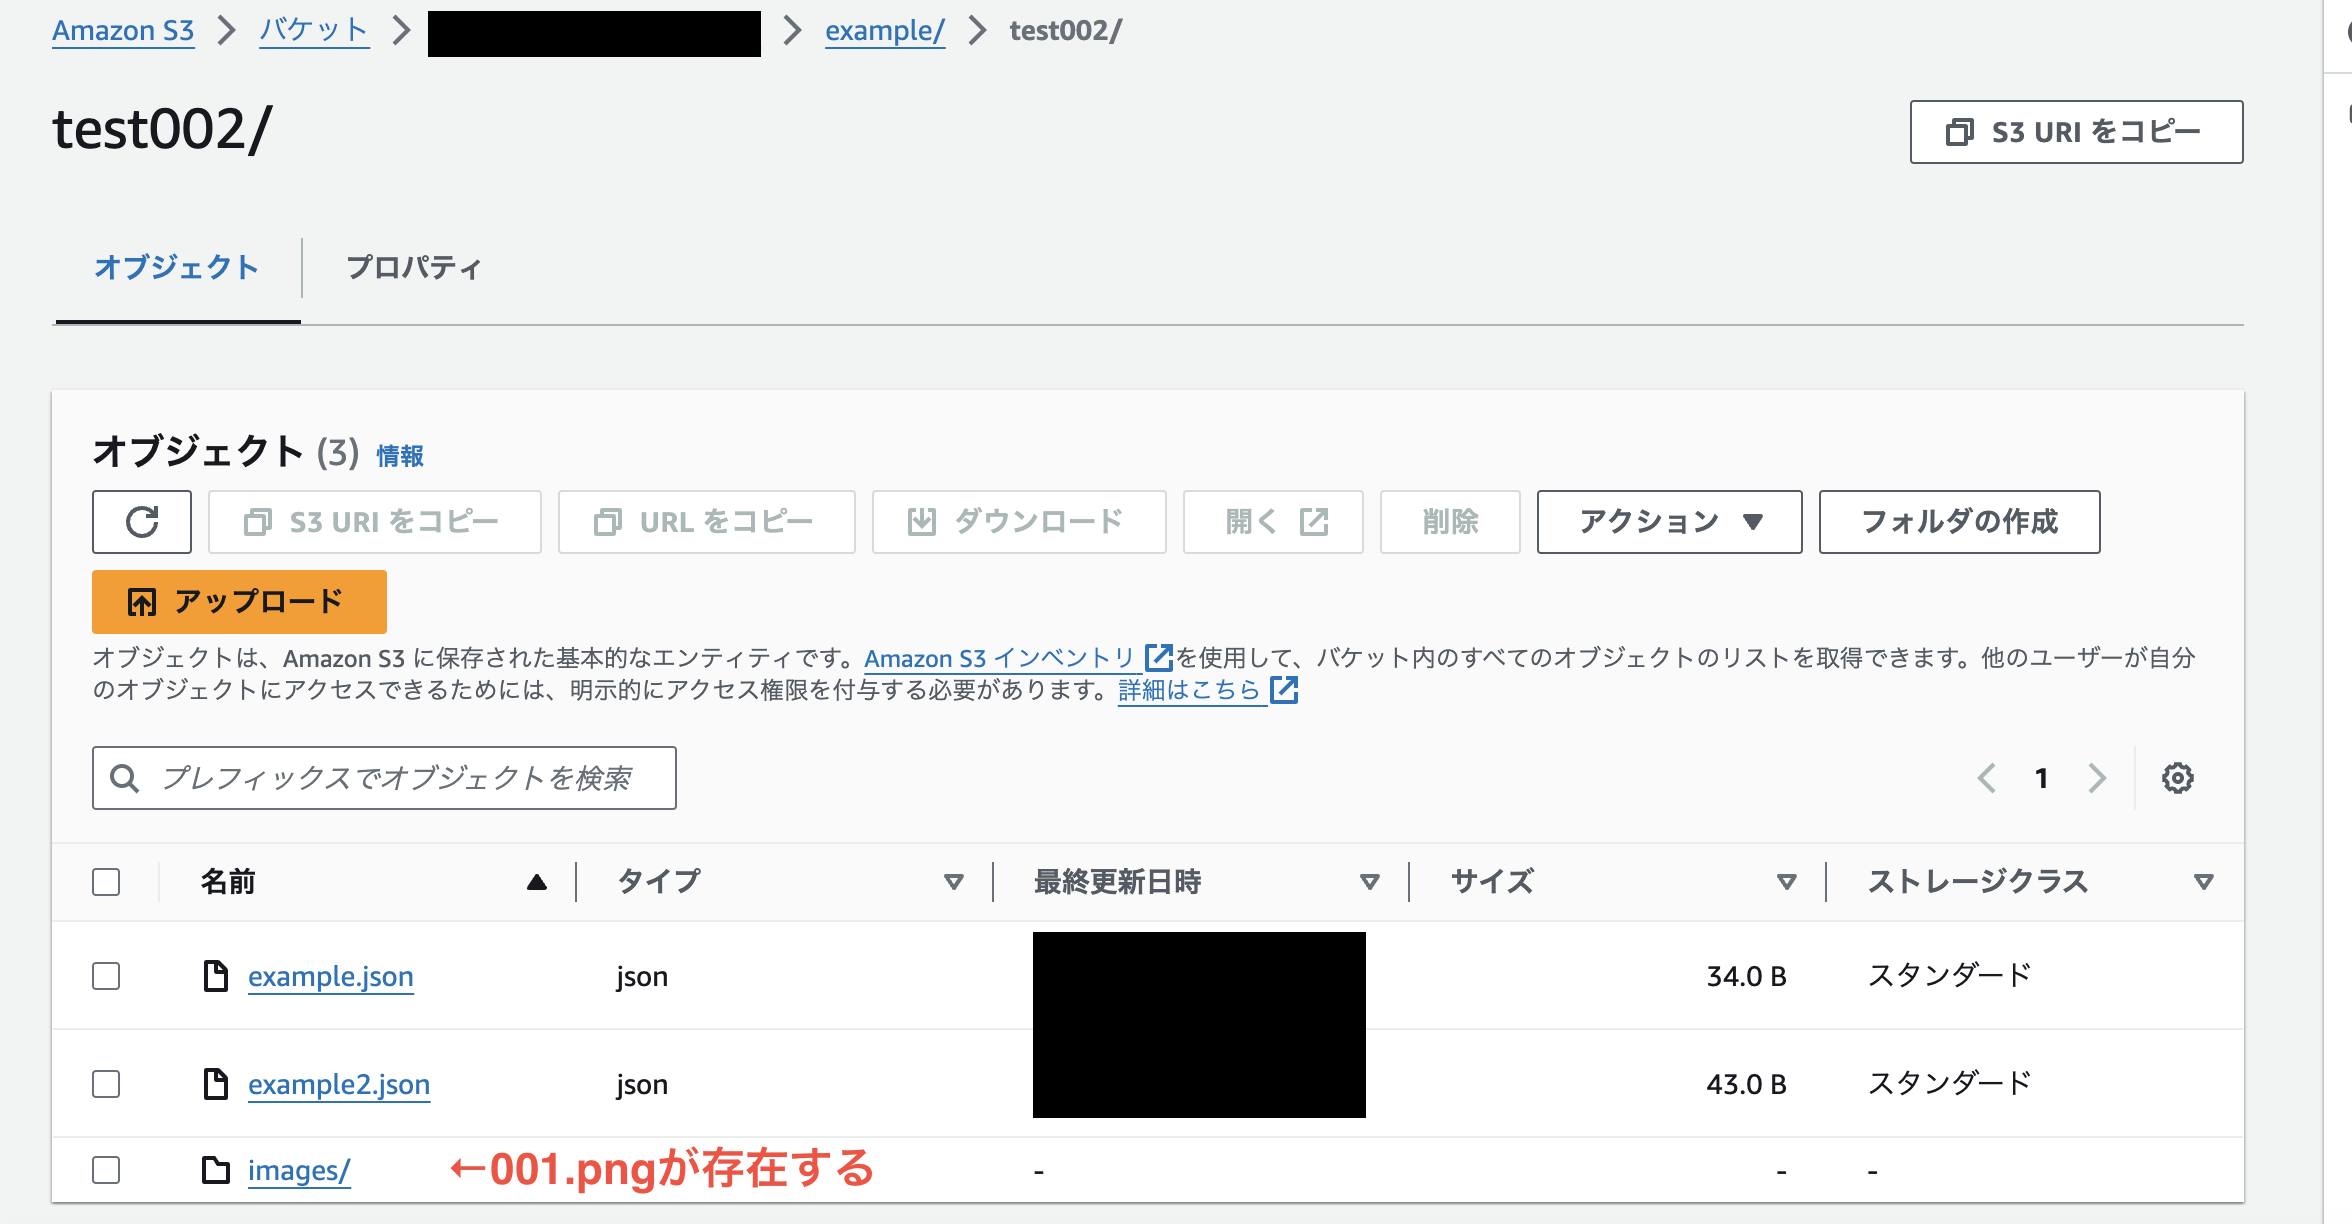 Amazon S3 > バケット > > example/ > test002/
test002/
S3 URI をコピー
オブジェクト プロパティ
オブジェクト (3) 情報
S3 URI をコピー URL をコピー ダウンロード 開く 削除 アクション ▼ フォルダの作成
アップロード
オブジェクトは、Amazon S3 に保存された基本的なエンティティです。Amazon S3 インベントリ を使用して、バケット内のすべてのオブジェクトのリストを取得できます。他のユーザーが自分
のオブジェクトにアクセスできるためには、明示的にアクセス権限を付与する必要があります。詳細はこちら
プレフィックスでオブジェクトを検索
1
名前 タイプ 最終更新日時 サイズ ストレージクラス
example.json json 34.0 B スタンダード
example2.json json 43.0 B スタンダード
images/ ←001.pngが存在する - - -